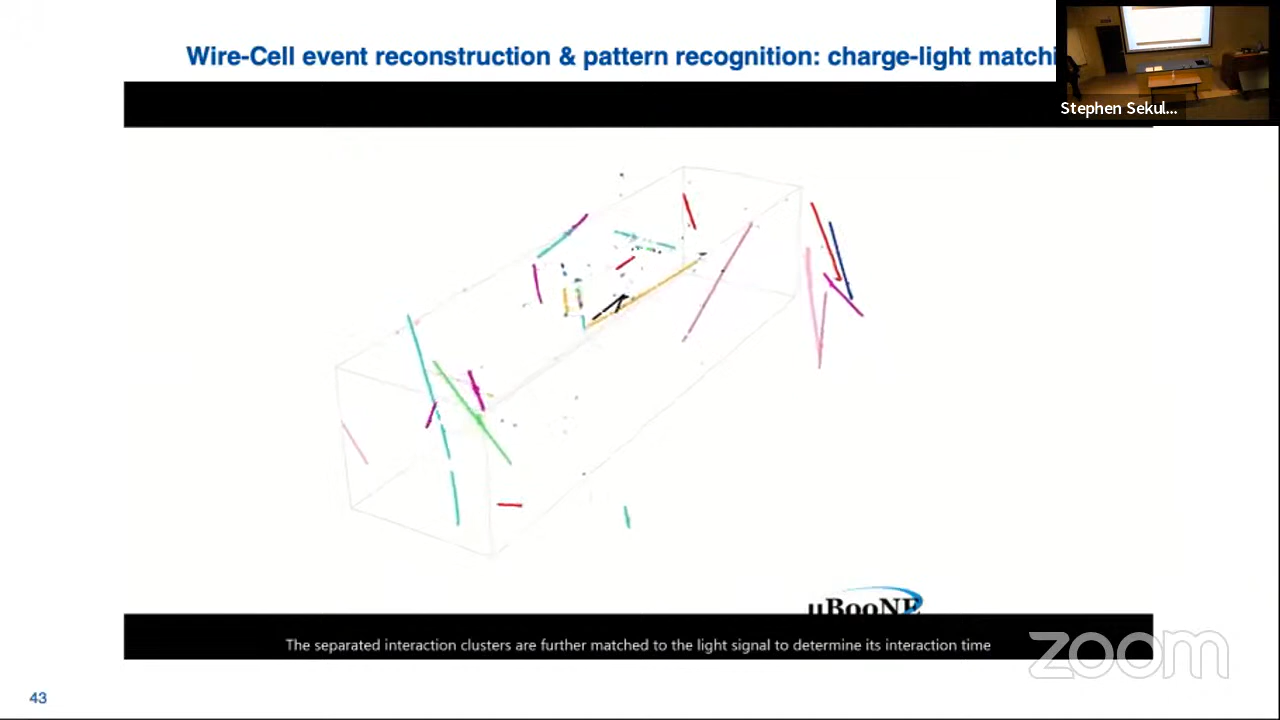 Wire-Cell event reconstruction & pattern recognition: charge-light matchi
Stephen Sekul...
µBooNE
The separated interaction clusters are further matched to the light signal to determine its interaction time
zoom
43